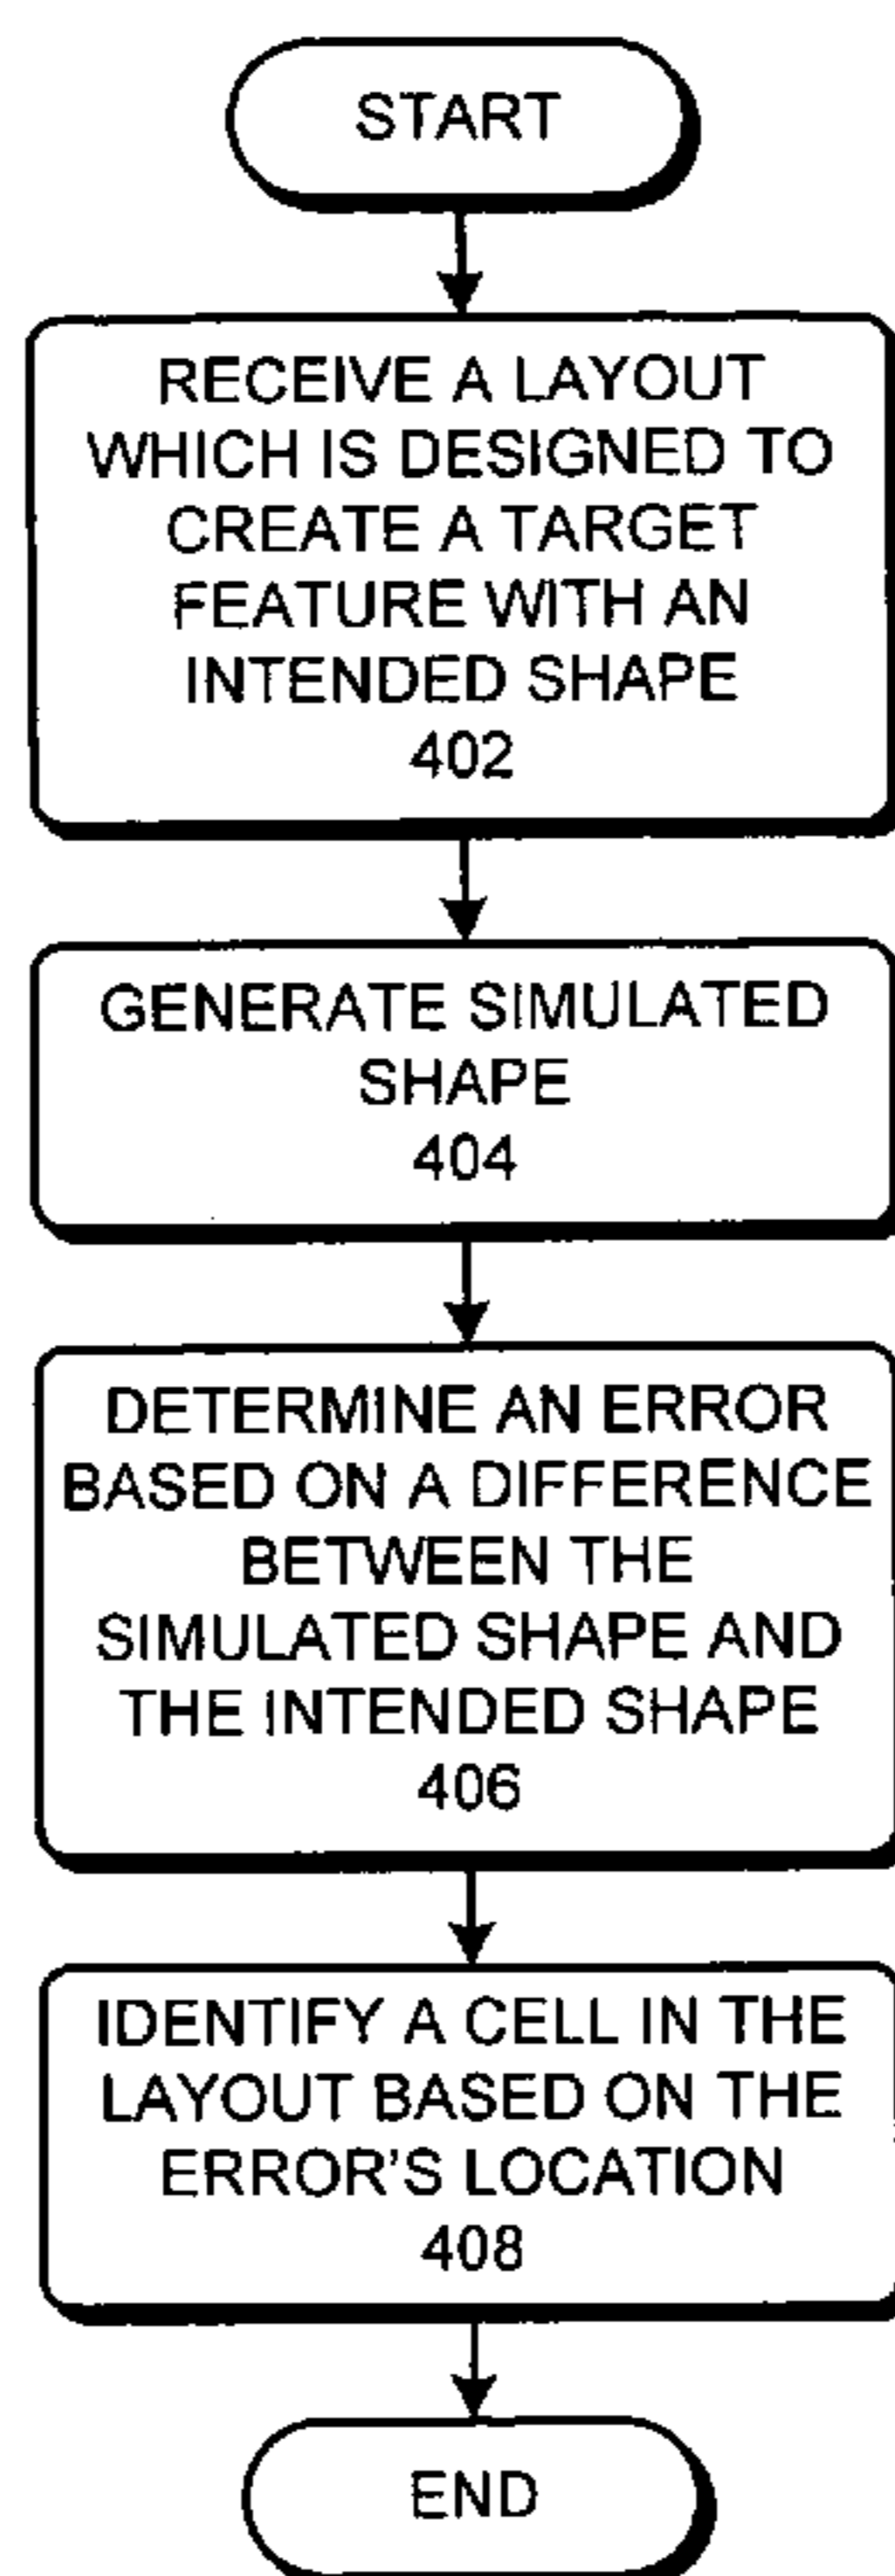 START
RECEIVE A LAYOUT
WHICH IS DESIGNED TO
CREATE A TARGET
FEATURE WITH AN
INTENDED SHAPE
402
GENERATE SIMULATED
SHAPE
404
DETERMINE AN ERROR
BASED ON A DIFFERENCE
BETWEEN THE
SIMULATED SHAPE AND
THE INTENDED SHAPE
406
IDENTIFY A CELL IN THE
LAYOUT BASED ON THE
ERROR'S LOCATION
408
END